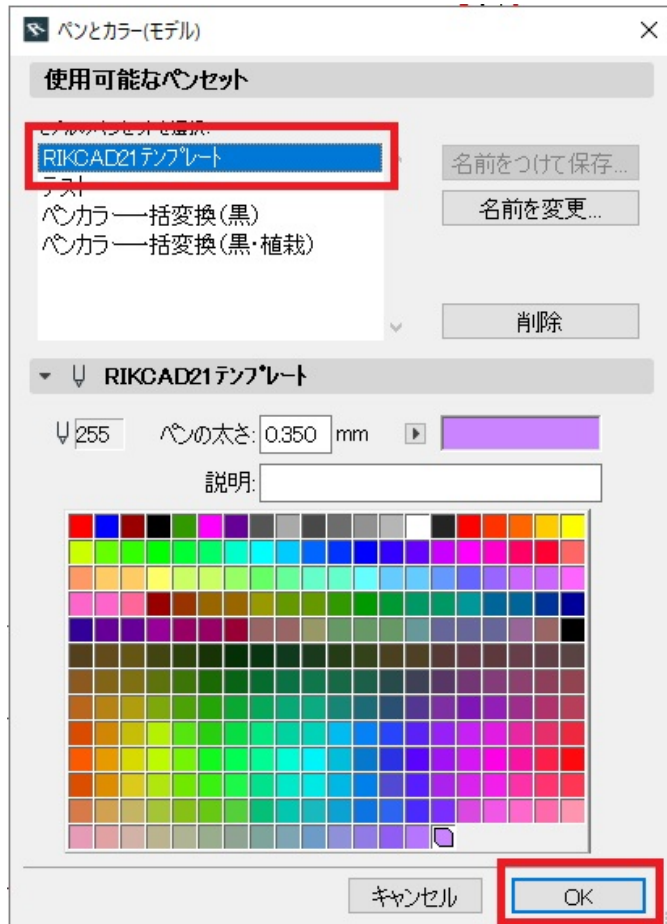 ペンとカラー(モデル)
使用可能なペンセット
RIKCAD21テンプレート
テスト
ペンカラー一括変換(黒)
ペンカラー一括変換(黒・植栽)
名前をつけて保存...
名前を変更...
削除
RIKCAD21テンプレート
255 ペンの太さ: 0.350 mm
説明:
キャンセル OK